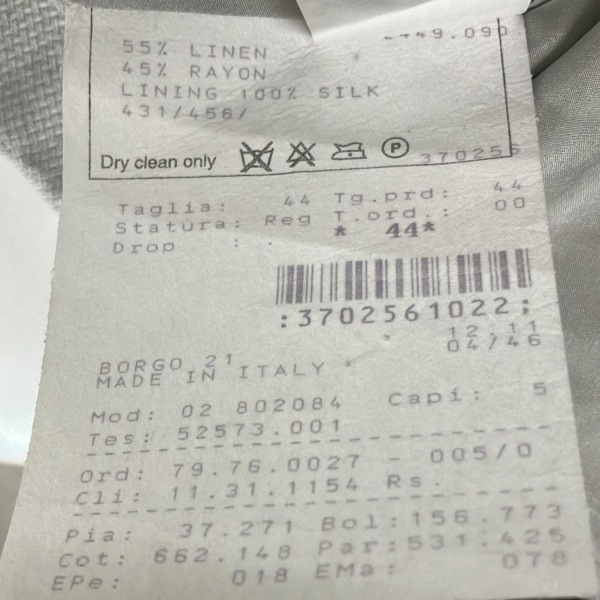 49.090
55% LINEN
45% RAYON
LINING 100% SILK
431/456/
Dry clean only P 370256
Taglia: 44 Tg.prd: 44
Statura: Reg T.ord.: 00
Drop : . * 44*
:3702561022;
12.11
04/46
BORGO 21
MADE IN ITALY
Mod: 02 802084 Capi: 5
Tes: 52573.001
Ord: 79.76.0027 - 005/0
Cli: 11.31.1154 Rs.
Pia: 37.271 Bol:156.773
Cot: 662.148 Par:531.425
EPe: 018 EMa: 078